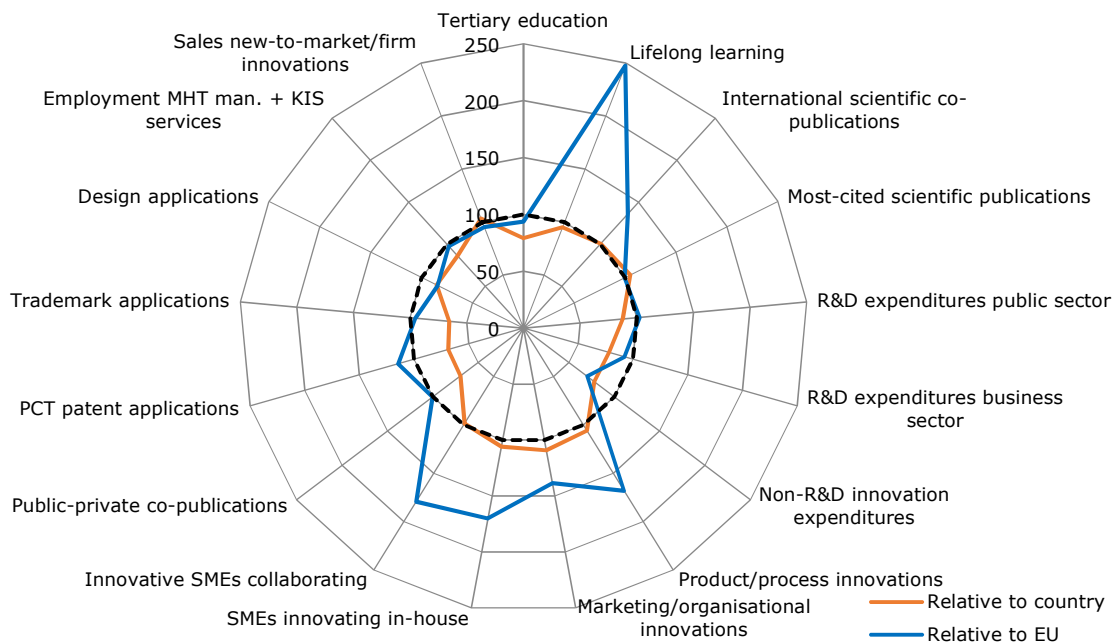 Tertiary education
250
Lifelong learning
Sales new-to-market/firm
innovations
International scientific co-
publications
Employment MHT man. + KIS
services
200
150
Design applications
Most-cited scientific publications
100
50
Trademark applications
R&D expenditures public sector
0
PCT patent applications
R&D expenditures business
sector
Public-private co-publications
Non-R&D innovation
expenditures
Innovative SMEs collaborating
Product/process innovations
SMEs innovating in-house
Marketing/organisational
innovations
Relative to country
Relative to EU